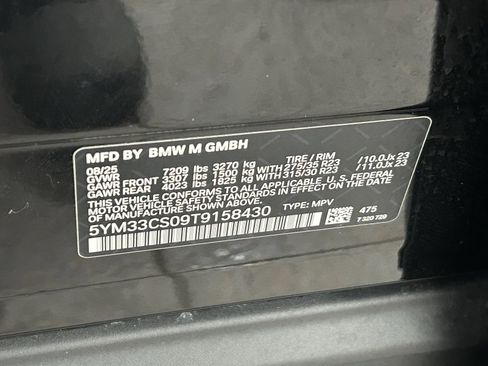 MFD BY BMW M GMBH
08/25
GVWR 7209 lbs 3270 kg TIRE / RIM
GAWR FRONT 3307 lbs 1500 kg 275/35 R23 /10.0Jx23
GAWR REAR 4023 lbs 1825 kg 315/30 R23 /11.0Jx23
THIS VEHICLE CONFORMS TO ALL APPLICABLE U.S. FEDERAL
MOTOR VEHICLE SAFETY STANDARDS IN EFFECT ON THE DATE OF
MANUFACTURE SHOWN ABOVE.
5YM33CS09T9158430 TYPE: MPV
475
7 320 729